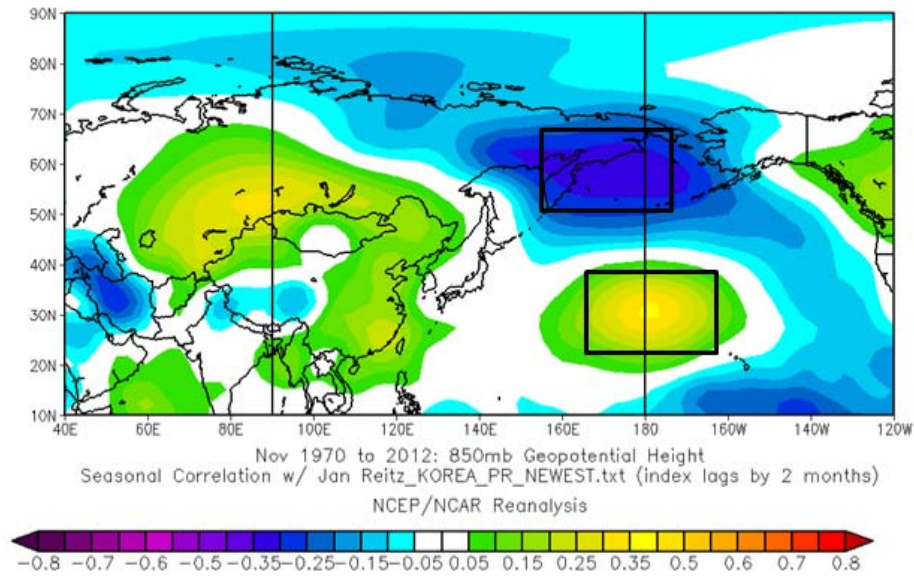 90N
80N
70N
60N
50N
40N
30N
20N
10N
40E 60E 80E 100E 120E 140E 160E 180 160W 140W 120W
Nov 1970 to 2012: 850mb Geopotential Height
Seasonal Correlation w/ Jan Reitz_KOREA_PR_NEWEST.txt (index lags by 2 months)
NCEP/NCAR Reanalysis
-0.8 -0.6 -0.5 -0.35 -0.25 -0.15 -0.05 0.05 0.15 0.25 0.35 0.5 0.6 0.7 0.8